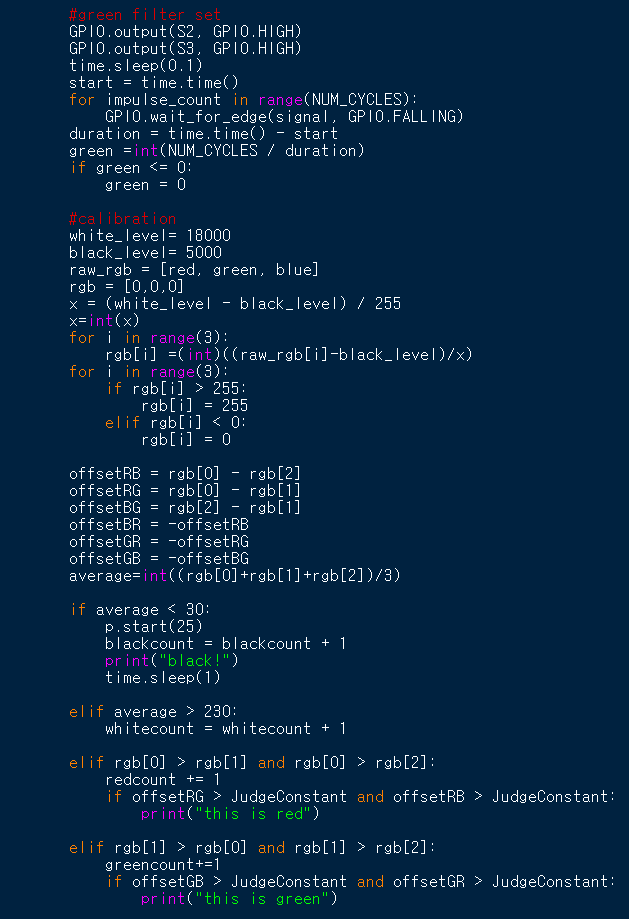 #green filter set
GPIO.output(S2, GPIO.HIGH)
GPIO.output(S3, GPIO.HIGH)
time.sleep(0.1)
start = time.time()
for impulse_count in range(NUM_CYCLES):
GPIO.wait_for_edge(signal, GPIO.FALLING)
duration = time.time() - start
green =int(NUM_CYCLES / duration)
if green <= 0:
green = 0
#calibration
white_level= 18000
black_level= 5000
raw_rgb = [red, green, blue]
rgb = [0,0,0]
x = (white_level - black_level) / 255
x=int(x)
for i in range(3):
rgb[i] =(int)((raw_rgb[i]-black_level)/x)
for i in range(3):
if rgb[i] > 255:
rgb[i] = 255
elif rgb[i] < 0:
rgb[i] = 0
offsetRB = rgb[0] - rgb[2]
offsetRG = rgb[0] - rgb[1]
offsetBG = rgb[2] - rgb[1]
offsetBR = -offsetRB
offsetGR = -offsetRG
offsetGB = -offsetBG
average=int((rgb[0]+rgb[1]+rgb[2])/3)
if average < 30:
p.start(25)
blackcount = blackcount + 1
print("black!")
time.sleep(1)
elif average > 230:
whitecount = whitecount + 1
elif rgb[0] > rgb[1] and rgb[0] > rgb[2]:
redcount += 1
if offsetRG > JudgeConstant and offsetRB > JudgeConstant:
print("this is red")
elif rgb[1] > rgb[0] and rgb[1] > rgb[2]:
greencount+=1
if offsetGB > JudgeConstant and offsetGR > JudgeConstant:
print("this is green")